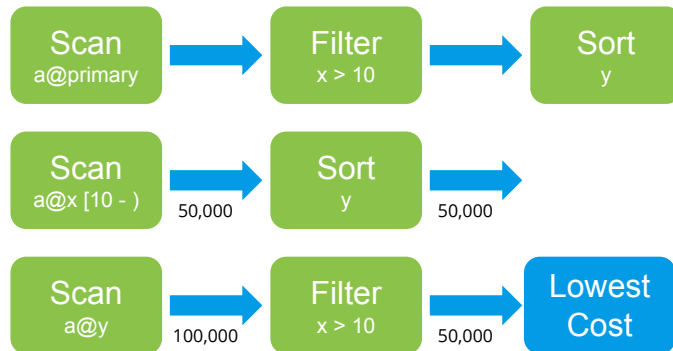 Scan
a@primary
Filter
x > 10
Sort
y
Scan
a@x [10 - )
50,000
Sort
y
50,000
Scan
a@y
100,000
Filter
x > 10
50,000
Lowest
Cost